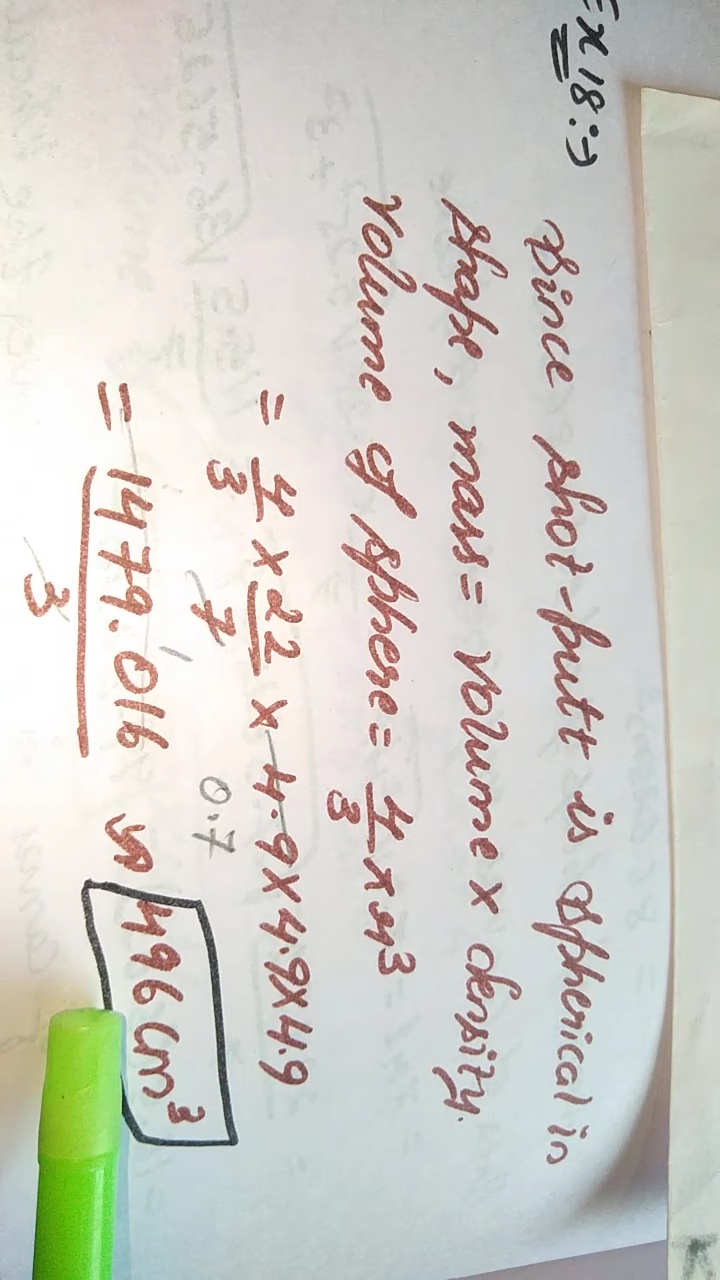 Ex 18:→
Since shot-putt is spherical in
shape, mass = volume × density.
volume of sphere = 4/3 × r³
= 4/3 × 22/7 × 4.9 × 4.9 × 4.9
0.7
= 1479.016/3 ≈ 496 cm³